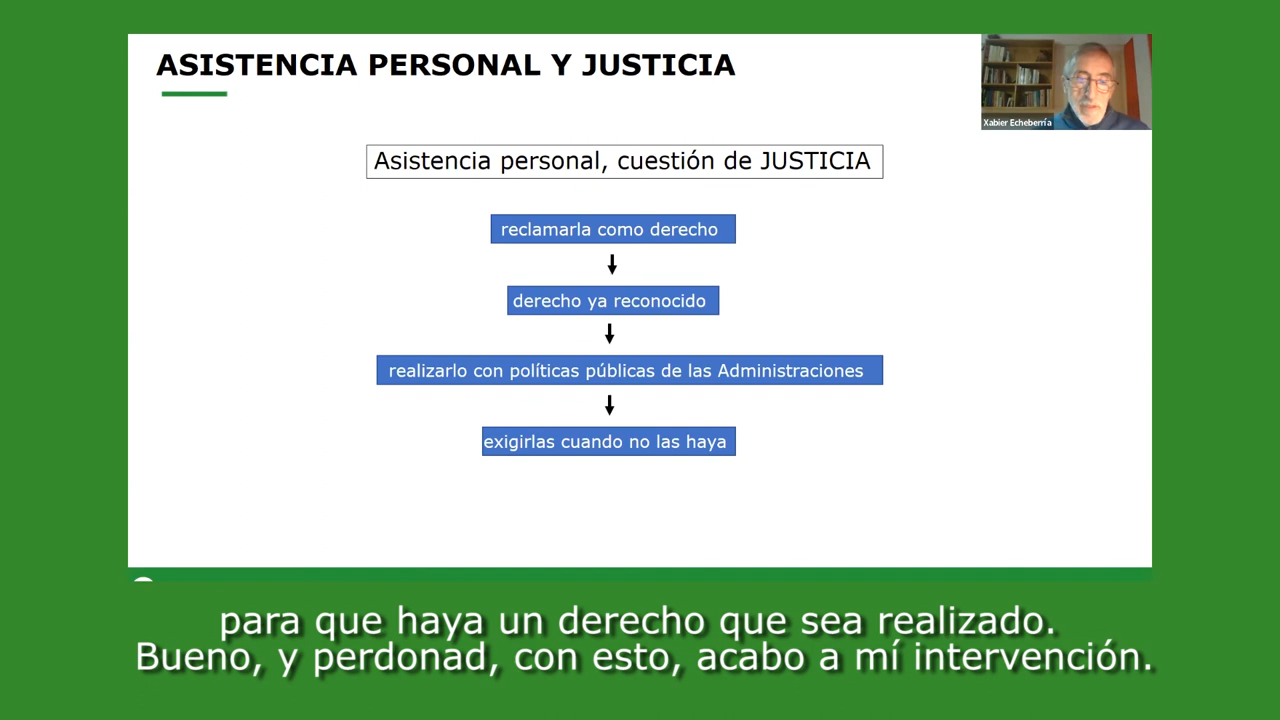 ASISTENCIA PERSONAL Y JUSTICIA
Xabier Echeberría
Asistencia personal, cuestión de JUSTICIA
reclamarla como derecho
derecho ya reconocido
realizarlo con políticas públicas de las Administraciones
exigirlas cuando no las haya
para que haya un derecho que sea realizado.
Bueno, y perdonad, con esto, acabo a mí intervención.